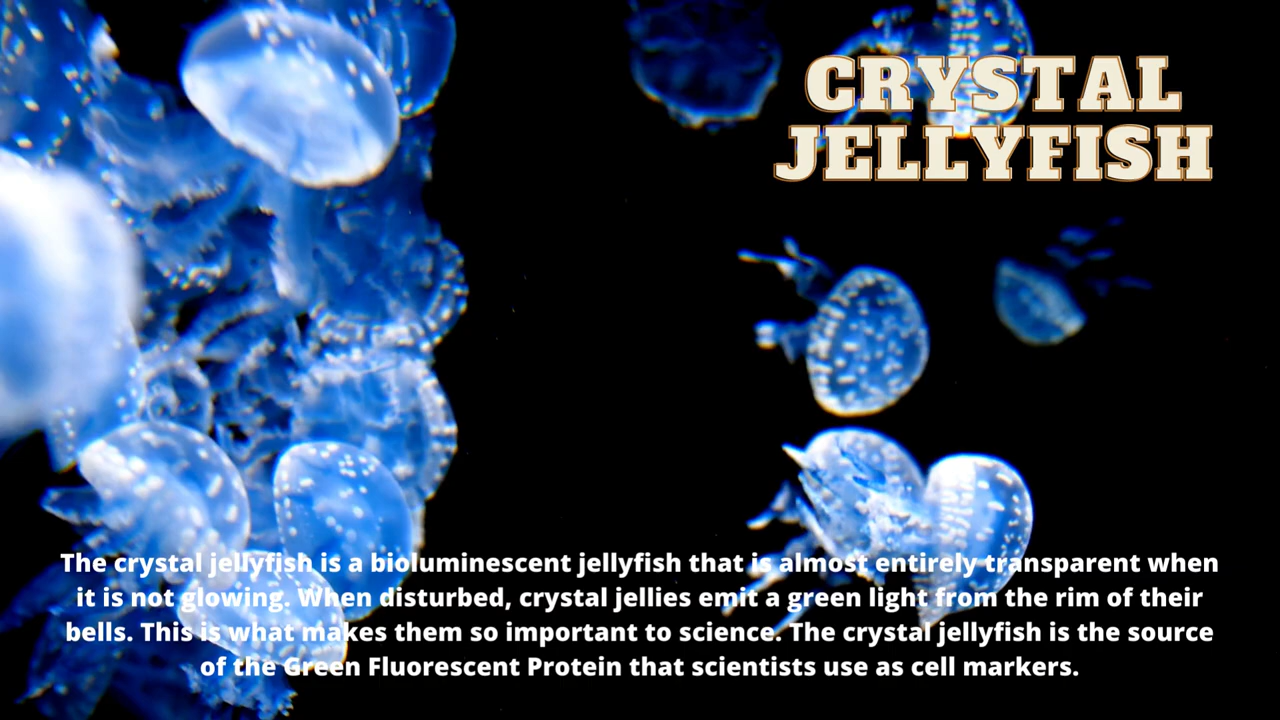 CRYSTAL
JELLYFISH
The crystal jellyfish is a bioluminescent jellyfish that is almost entirely transparent when
it is not glowing. When disturbed, crystal jellies emit a green light from the rim of their
bells. This is what makes them so important to science. The crystal jellyfish is the source
of the Green Fluorescent Protein that scientists use as cell markers.